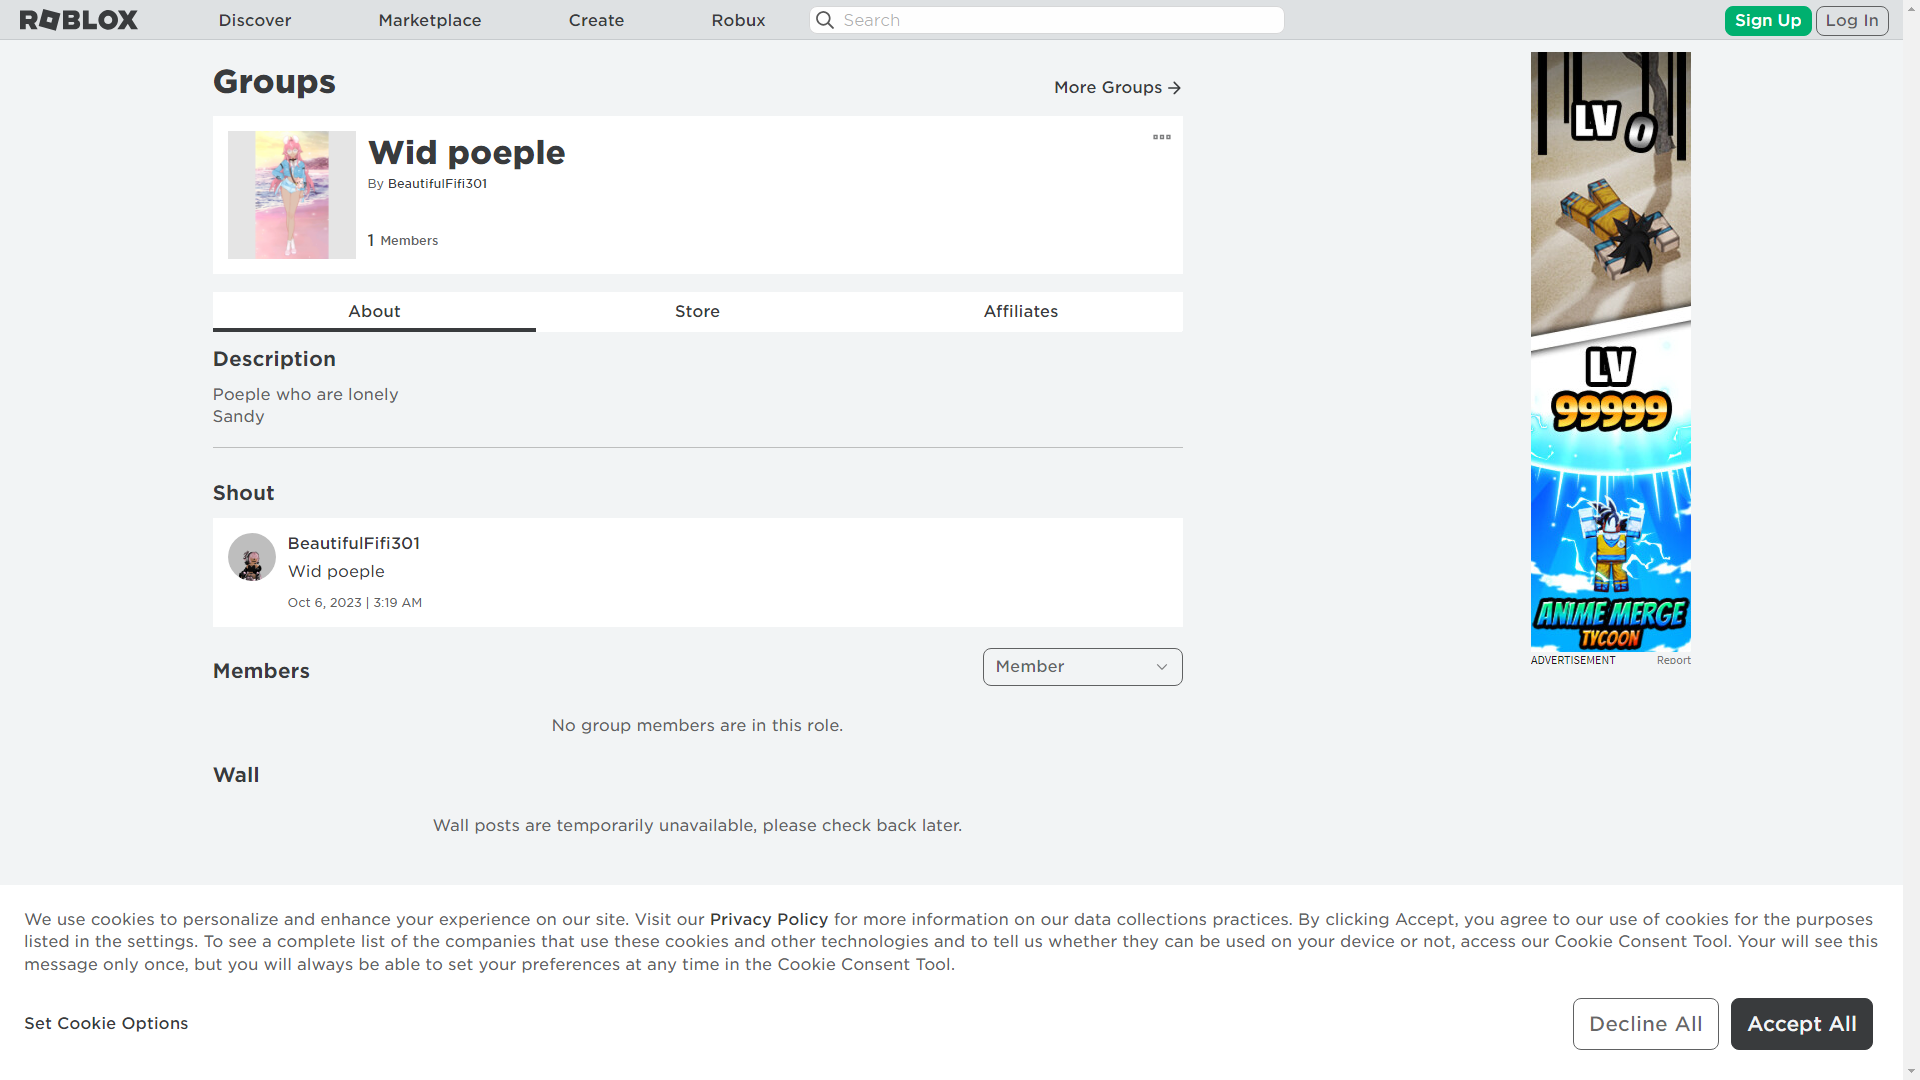 ROBLOX
Discover
Marketplace
Create
Robux
Search
Sign Up
Log In
Groups
More Groups
Wid poeple
By BeautifulFifi301
1 Members
About
Store
Affiliates
Description
Poeple who are lonely
Sandy
Shout
BeautifulFifi301
Wid poeple
Oct 6, 2023 | 3:19 AM
Members
Member
No group members are in this role.
Wall
Wall posts are temporarily unavailable, please check back later.
LV 0
LV
99999
ANIME MERGE
TYCOON
ADVERTISEMENT
Report
We use cookies to personalize and enhance your experience on our site. Visit our Privacy Policy for more information on our data collections practices. By clicking Accept, you agree to our use of cookies for the purposes
listed in the settings. To see a complete list of the companies that use these cookies and other technologies and to tell us whether they can be used on your device or not, access our Cookie Consent Tool. Your will see this
message only once, but you will always be able to set your preferences at any time in the Cookie Consent Tool.
Set Cookie Options
Decline All
Accept All